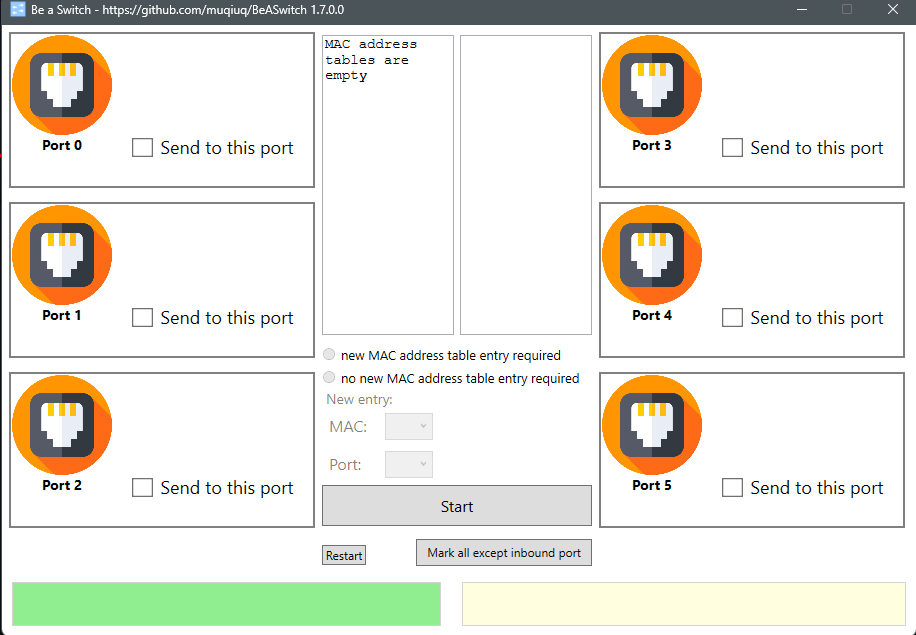 Be a Switch - https://github.com/muqiuq/BeASwitch 1.7.0.0
Port 0
Send to this port
Port 1
Send to this port
Port 2
Send to this port
MAC address
tables are
empty
new MAC address table entry required
no new MAC address table entry required
New entry:
MAC:
Port:
Start
Restart
Mark all except inbound port
Port 3
Send to this port
Port 4
Send to this port
Port 5
Send to this port